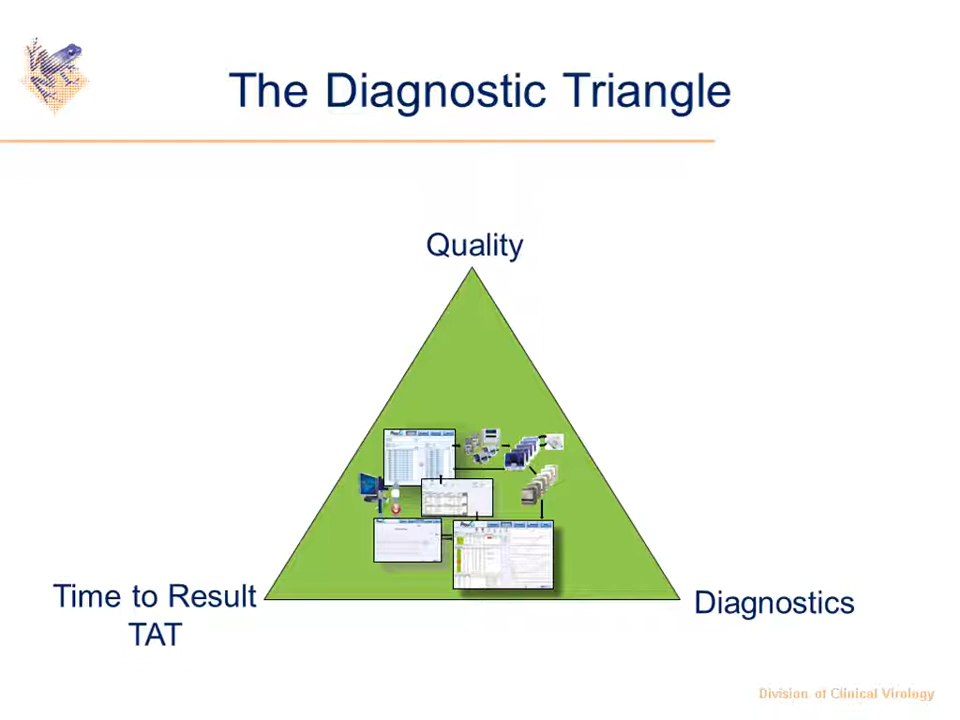 The Diagnostic Triangle
Quality
Time to Result
TAT
Diagnostics
Division of Clinical Virology